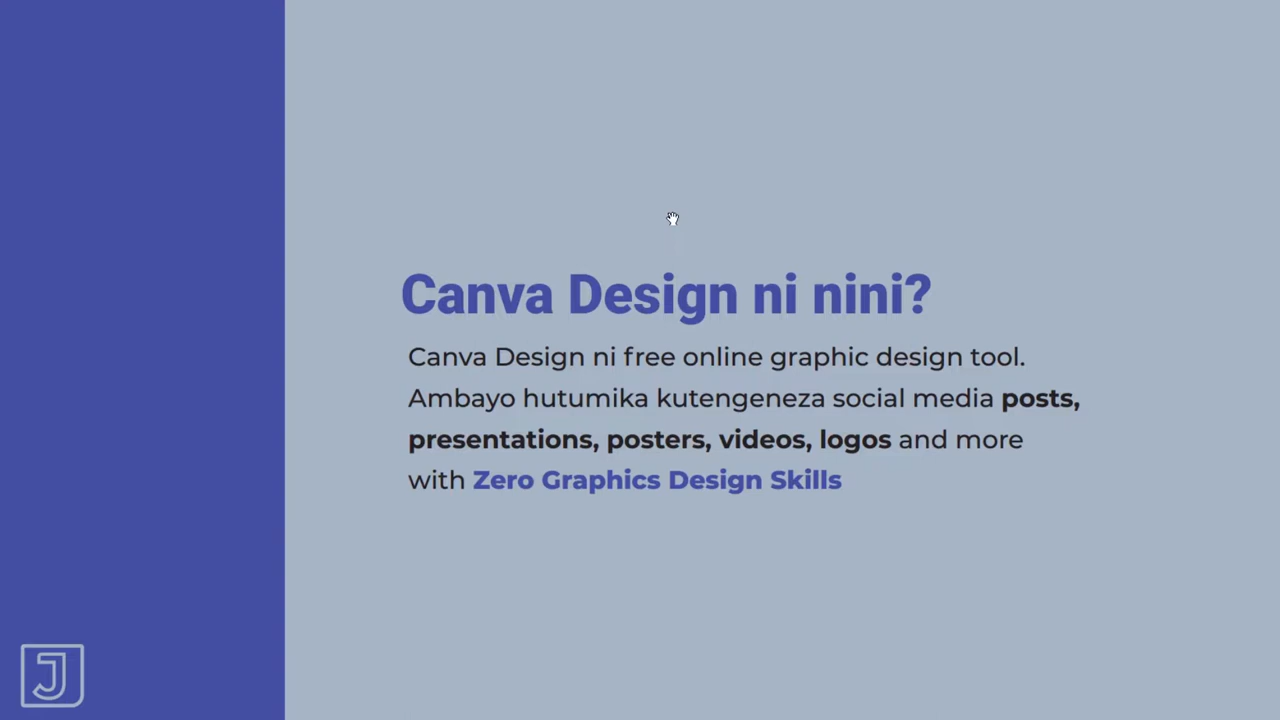 Canva Design ni nini?
Canva Design ni free online graphic design tool.
Ambayo hutumika kutengeneza social media posts,
presentations, posters, videos, logos and more
with Zero Graphics Design Skills
J